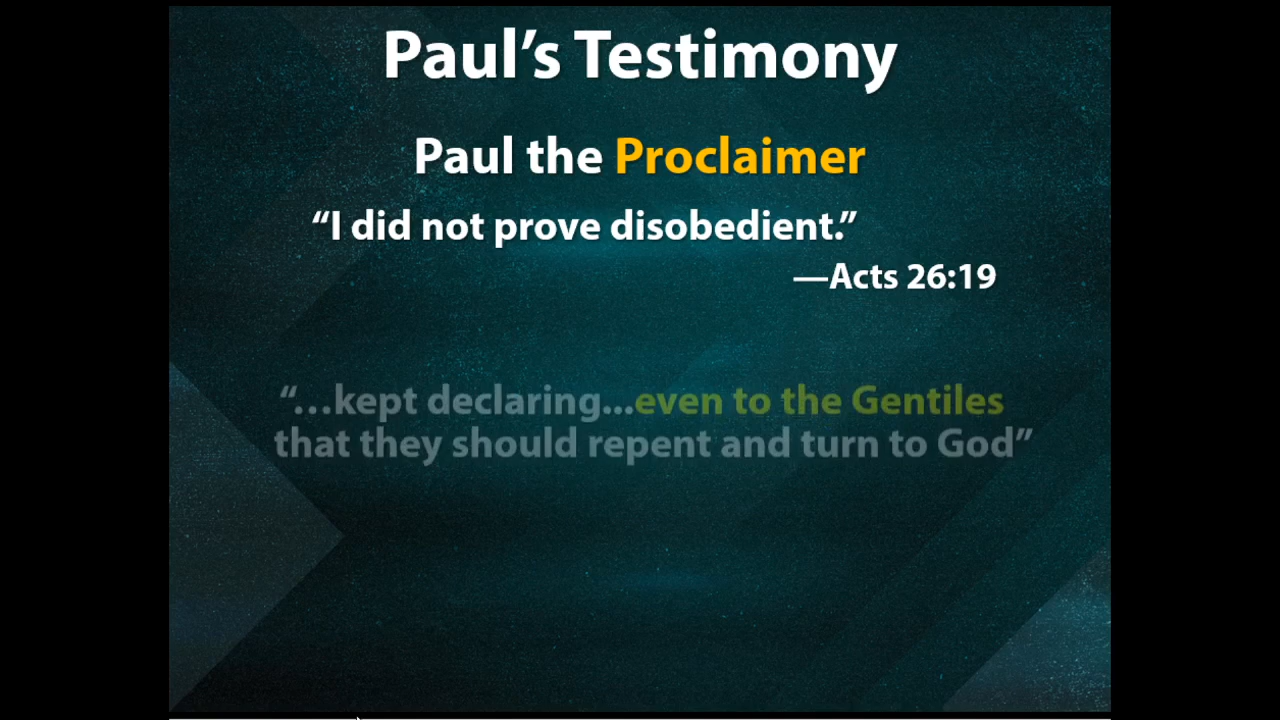 Paul’s Testimony
Paul the Proclaimer
“I did not prove disobedient.”
—Acts 26:19
“…kept declaring...even to the Gentiles
that they should repent and turn to God”